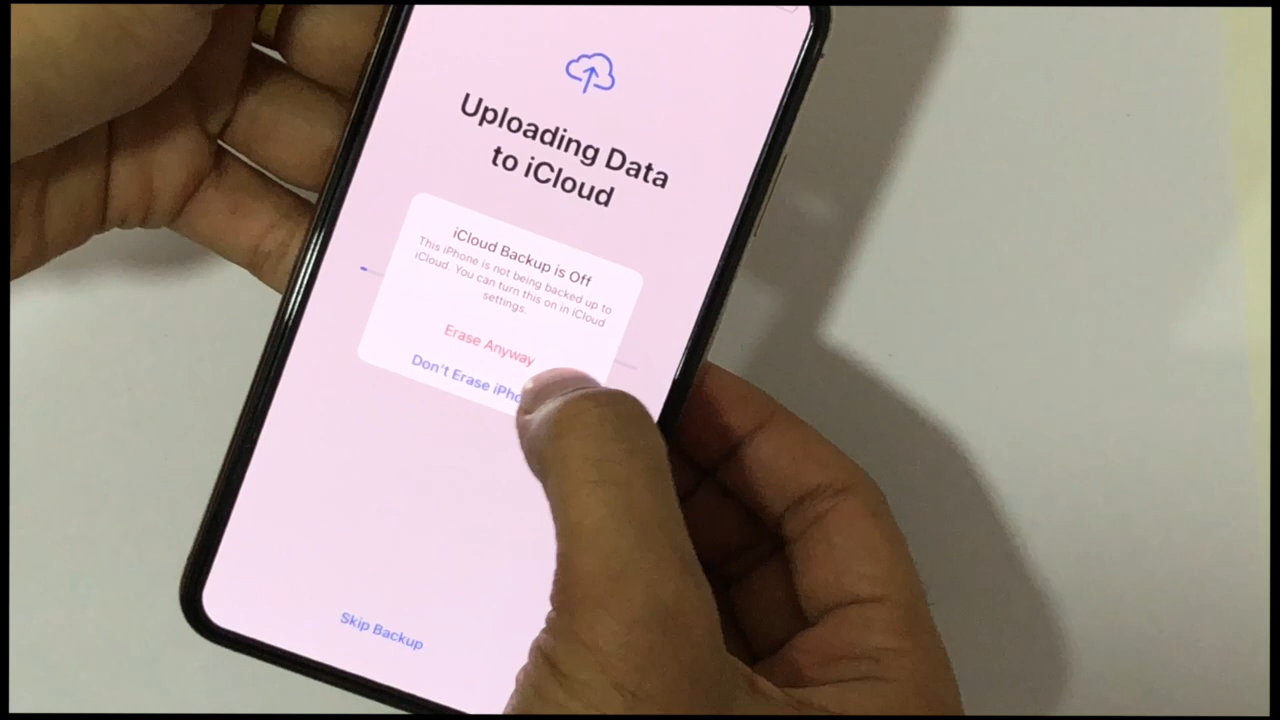 Uploading Data
to iCloud
iCloud Backup is Off
This iPhone is not being backed up to
iCloud. You can turn this on in iCloud
settings.
Erase Anyway
Don't Erase iPho
Skip Backup